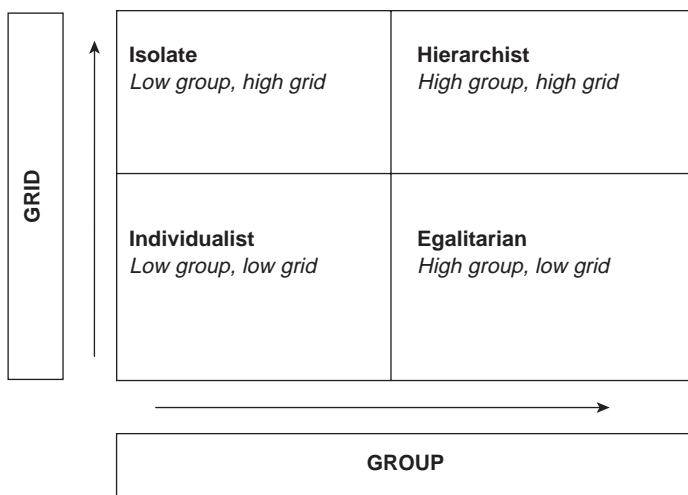 Isolate
Low group, high grid
Hierarchist
High group, high grid
GRID
Individualist
Low group, low grid
Egalitarian
High group, low grid
GROUP